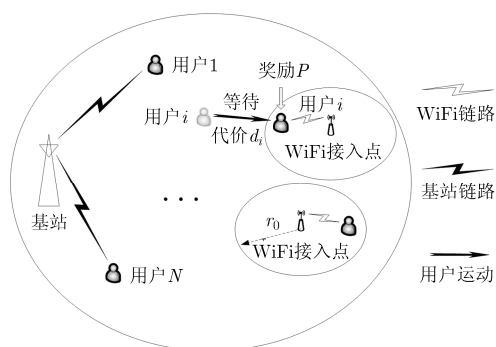 用户1
奖励P
等待
用户i
用户i
代价d_i
WiFi接入点
WiFi链路
基站
· · ·
基站链路
r_0
WiFi接入点
用户N
用户运动